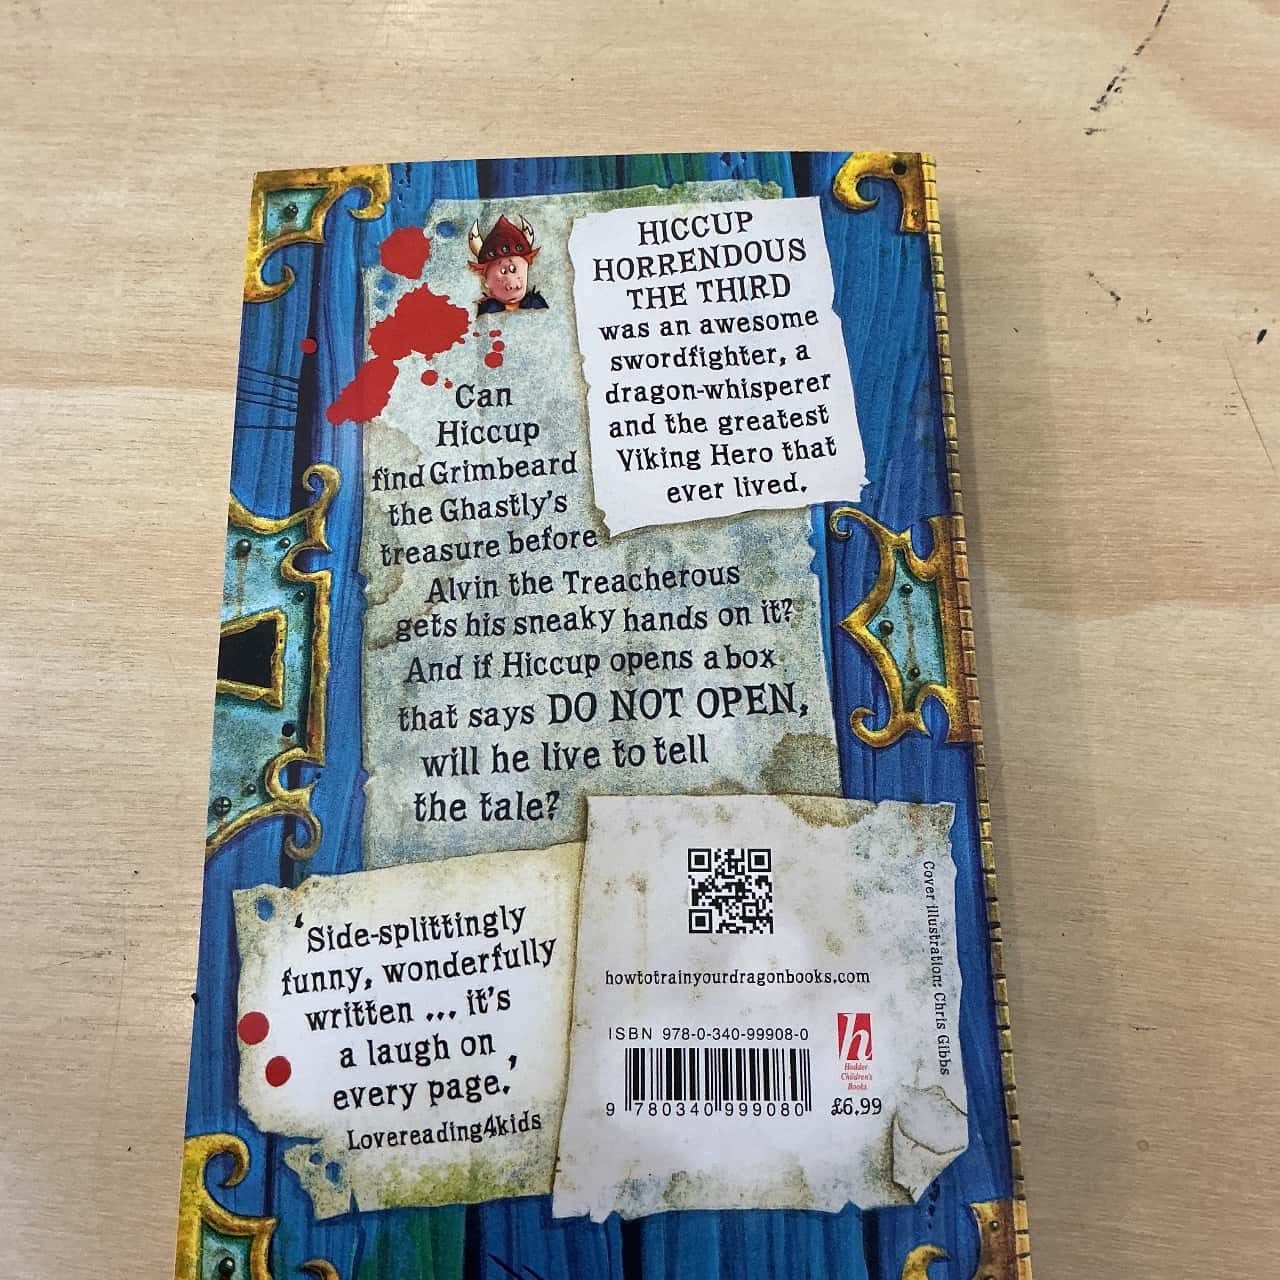 HICCUP
HORRENDOUS
THE THIRD
was an awesome
swordfighter, a
dragon-whisperer
and the greatest
Viking Hero that
ever lived.
Can
Hiccup
find Grimbeard
the Ghastly's
treasure before
Alvin the Treacherous
gets his sneaky hands on it?
And if Hiccup opens a box
that says DO NOT OPEN,
will he live to tell
the tale?
'Side-splittingly
funny, wonderfully
written ... it's
a laugh on
every page.'
Lovereading4kids
howtotrainyourdragonbooks.com
ISBN 978-0-340-99908-0
9 780340 999080
h
Hodder
Children's
Books
£6.99
Cover illustration: Chris Gibbs